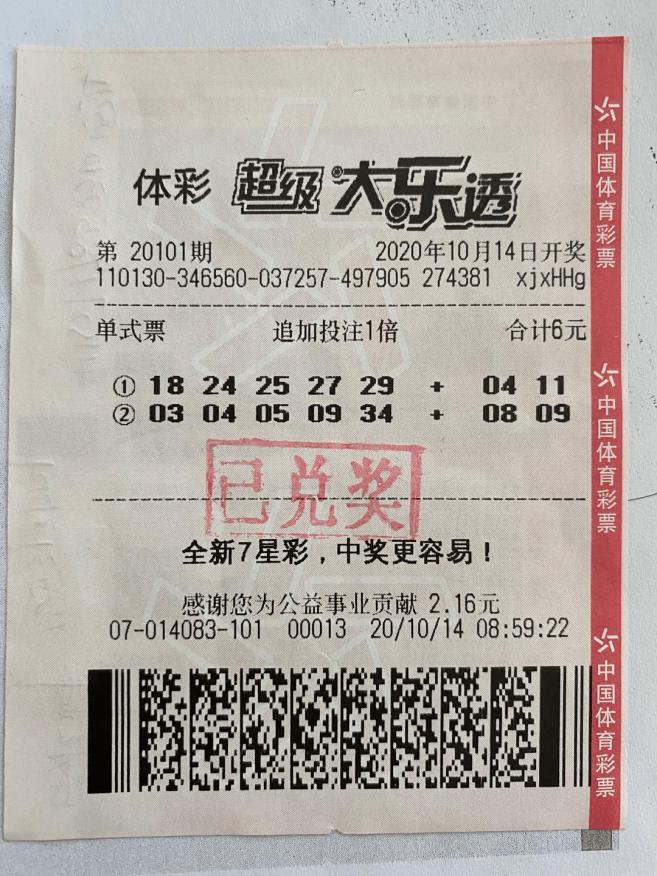 体彩 超级大乐透
第 20101期 2020年10月14日开奖
110130-346560-037257-497905 274381 xjxHHg
单式票 追加投注1倍 合计6元
① 18 24 25 27 29 + 04 11
② 03 04 05 09 34 + 08 09
已兑奖
全新7星彩，中奖更容易！
感谢您为公益事业贡献 2.16元
07-014083-101 00013 20/10/14 08:59:22
中国体育彩票
中国体育彩票
中国体育彩票